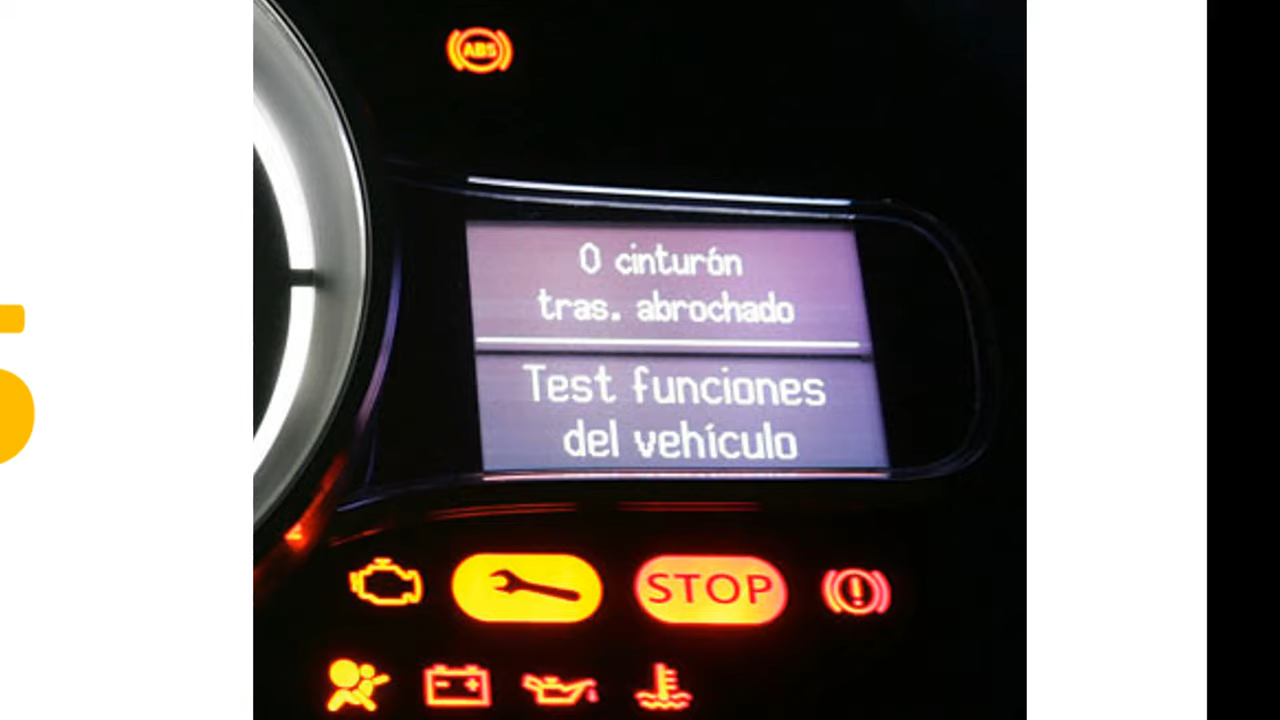 ABS
0 cinturón
tras. abrochado
Test funciones
del vehículo
STOP